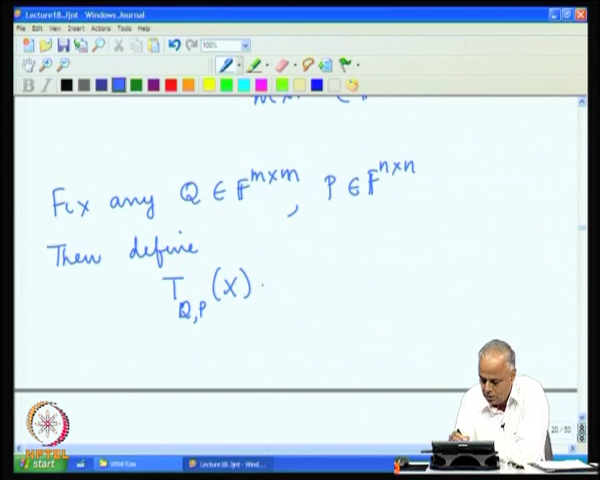 Lecture18.Jnt - Windows Journal
File Edit View Insert Actions Tools Help
100%
Fix any Q ∈ F^{m×m}, P ∈ F^{n×n}
Then define
T_{Q,P} (X)
20 / 50
NPTEL
start
Lecture18.Jnt - Wind...